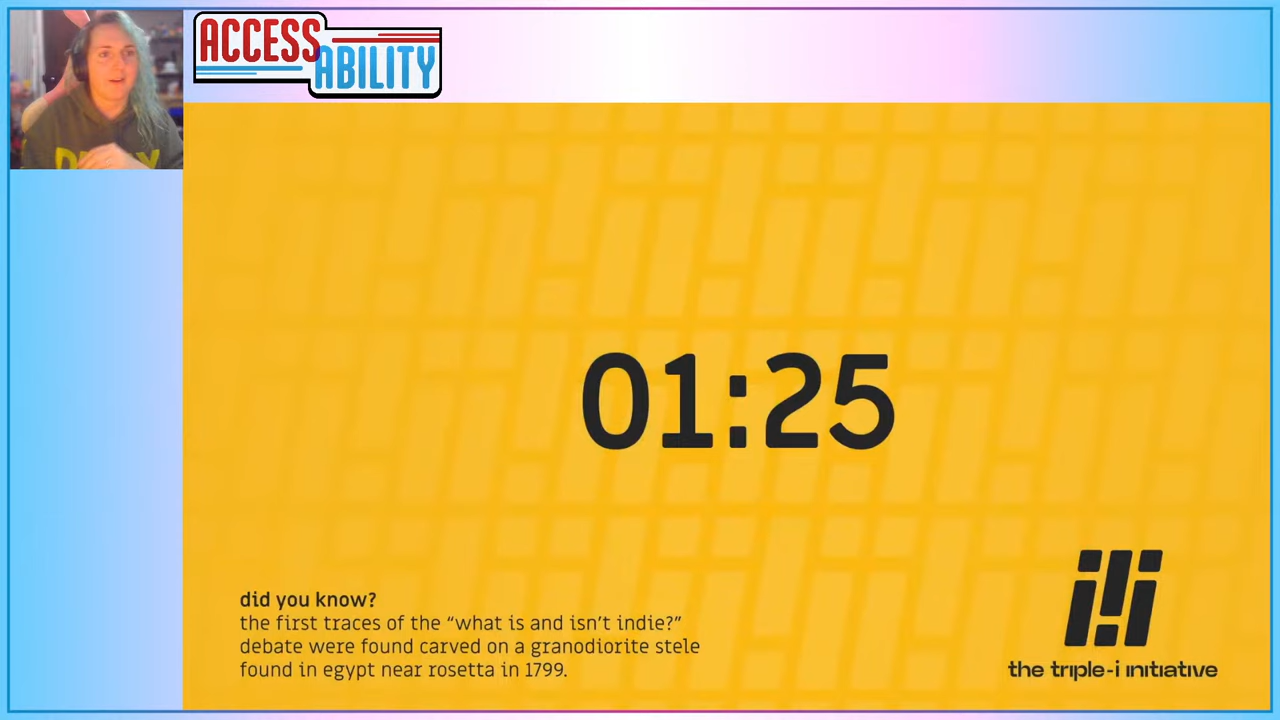 ACCESS
ABILITY
01:25
did you know?
the first traces of the “what is and isn’t indie?”
debate were found carved on a granodiorite stele
found in egypt near rosetta in 1799.
the triple-i initiative